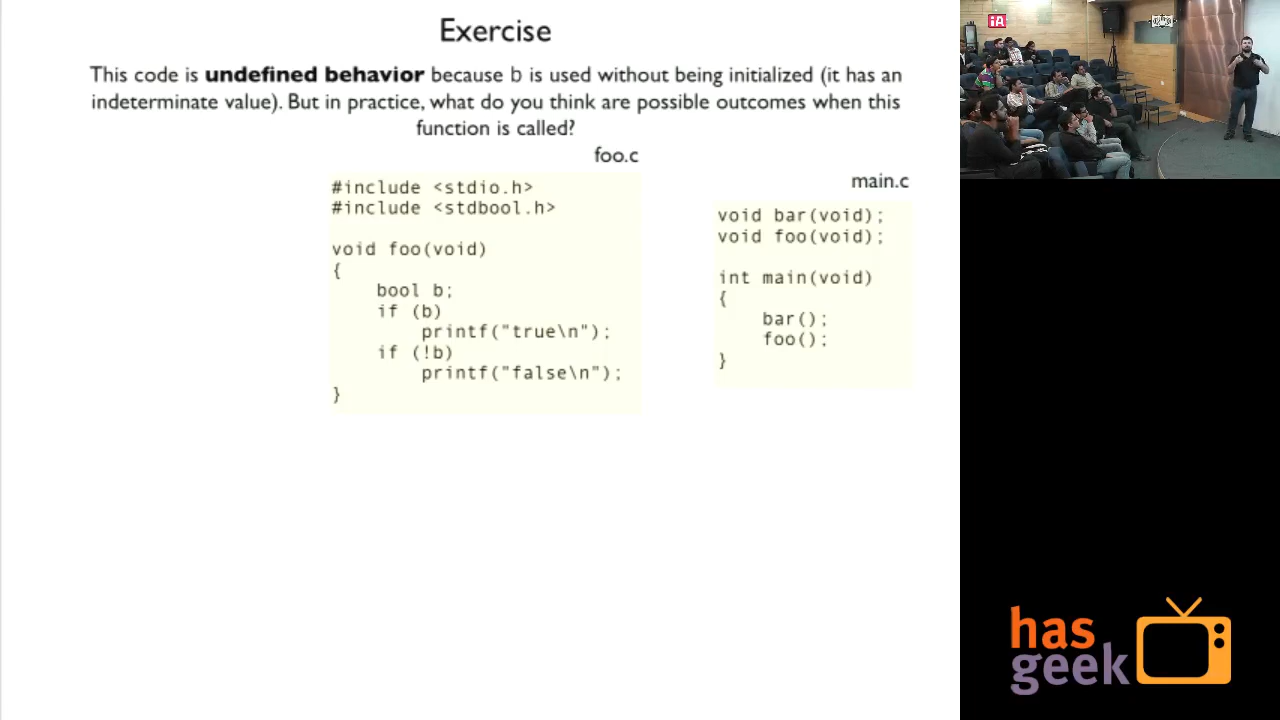 Exercise
This code is undefined behavior because b is used without being initialized (it has an
indeterminate value). But in practice, what do you think are possible outcomes when this
function is called?
foo.c
#include <stdio.h>
#include <stdbool.h>
void foo(void)
{
bool b;
if (b)
printf("true\n");
if (!b)
printf("false\n");
}
main.c
void bar(void);
void foo(void);
int main(void)
{
bar();
foo();
}
iA
has
geek